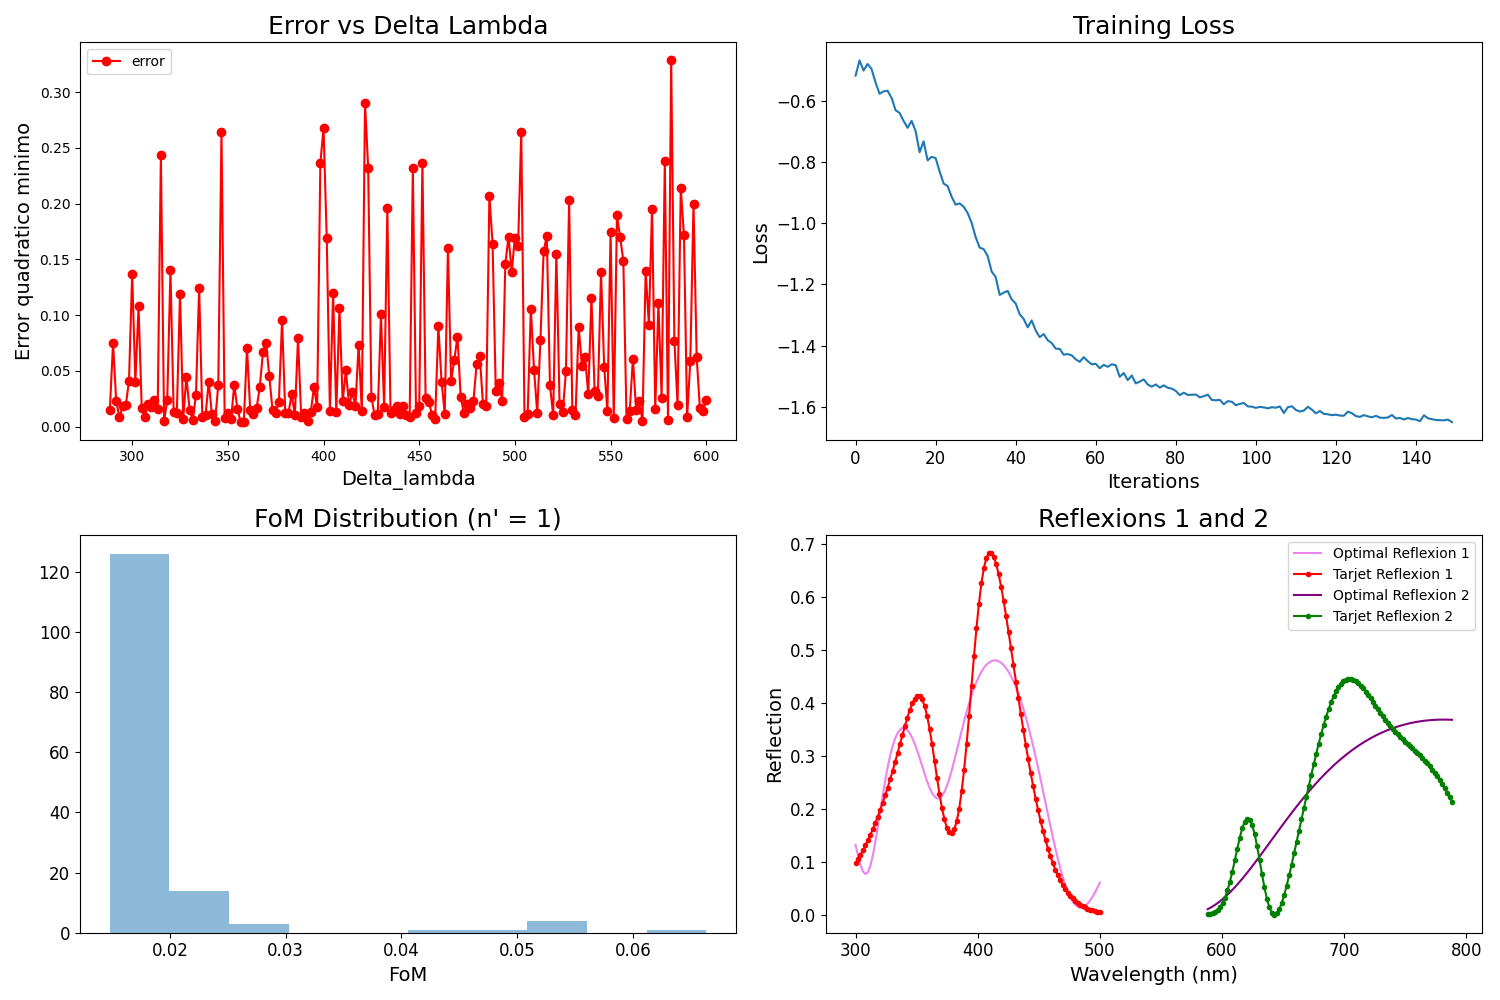 Error vs Delta Lambda
error
Error quadratico minimo
0.30
0.25
0.20
0.15
0.10
0.05
0.00
300 350 400 450 500 550 600
Delta_lambda
Training Loss
Loss
−0.6
−0.8
−1.0
−1.2
−1.4
−1.6
0 20 40 60 80 100 120 140
Iterations
FoM Distribution (n' = 1)
120
100
80
60
40
20
0
0.02 0.03 0.04 0.05 0.06
FoM
Reflexions 1 and 2
Optimal Reflexion 1
Tarjet Reflexion 1
Optimal Reflexion 2
Tarjet Reflexion 2
Reflection
0.7
0.6
0.5
0.4
0.3
0.2
0.1
0.0
300 400 500 600 700 800
Wavelength (nm)